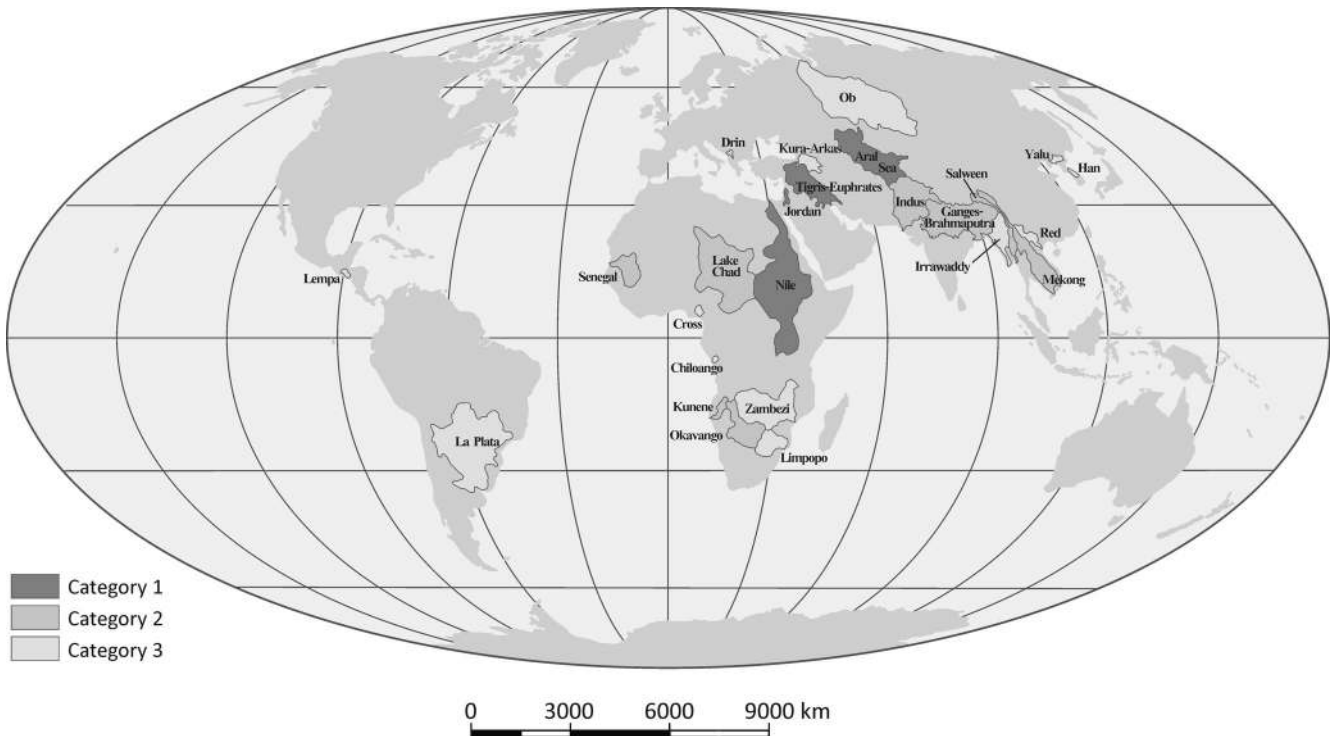 Ob
Drin
Kura-Arkas
Aral
Sea
Yalu
Han
Salween
Tigris-Euphrates
Indus
Jordan
Ganges-
Brahmaputra
Red
Irrawaddy
Lempa
Senegal
Lake
Chad
Nile
Mekong
Cross
Chiloango
Kunene
Zambezi
Okavango
La Plata
Limpopo
Category 1
Category 2
Category 3
0 3000 6000 9000 km